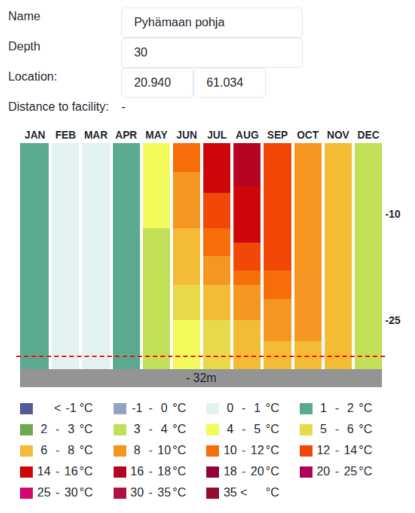 Name Pyhämaan pohja
Depth 30
Location: 20.940 61.034
Distance to facility: -
JAN FEB MAR APR MAY JUN JUL AUG SEP OCT NOV DEC
-10
-25
- 32m
< -1 °C -1 - 0 °C 0 - 1 °C 1 - 2 °C
2 - 3 °C 3 - 4 °C 4 - 5 °C 5 - 6 °C
6 - 8 °C 8 - 10 °C 10 - 12 °C 12 - 14 °C
14 - 16 °C 16 - 18 °C 18 - 20 °C 20 - 25 °C
25 - 30 °C 30 - 35 °C 35 < °C